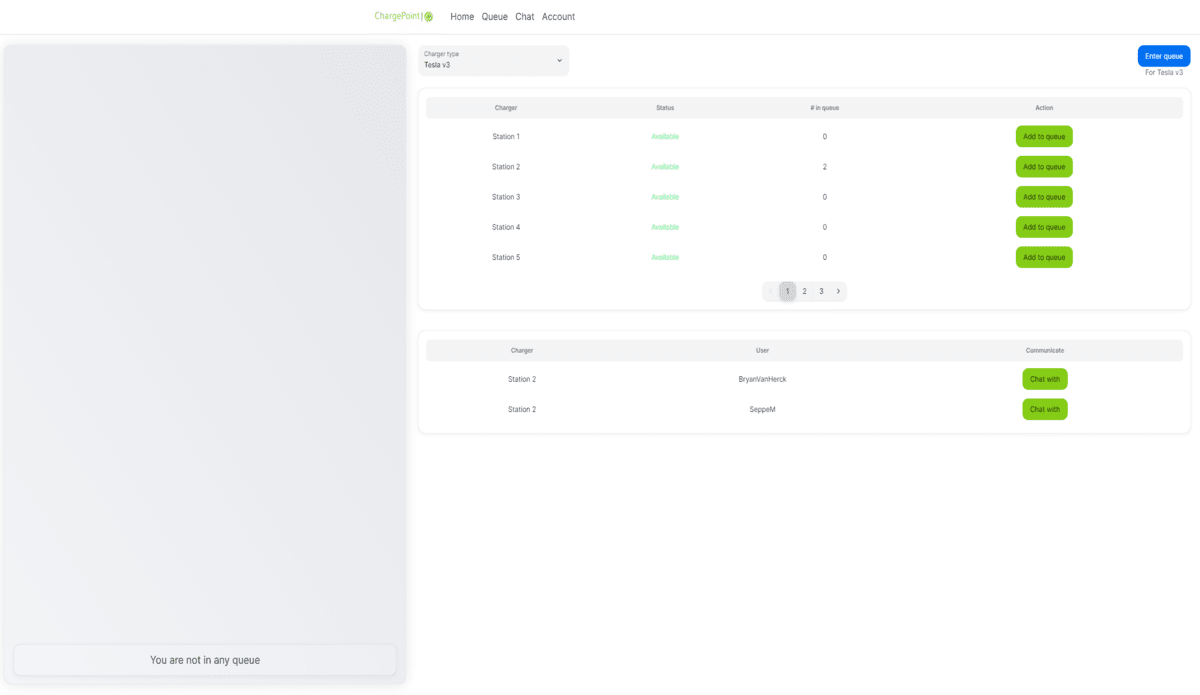 ChargePoint Home Queue Chat Account
Charger type
Tesla v3
Enter queue
For Tesla v3
Charger Status # in queue Action
Station 1 Available 0 Add to queue
Station 2 Available 2 Add to queue
Station 3 Available 0 Add to queue
Station 4 Available 0 Add to queue
Station 5 Available 0 Add to queue
1 2 3
Charger User Communicate
Station 2 BryanVanHerck Chat with
Station 2 SeppeM Chat with
You are not in any queue